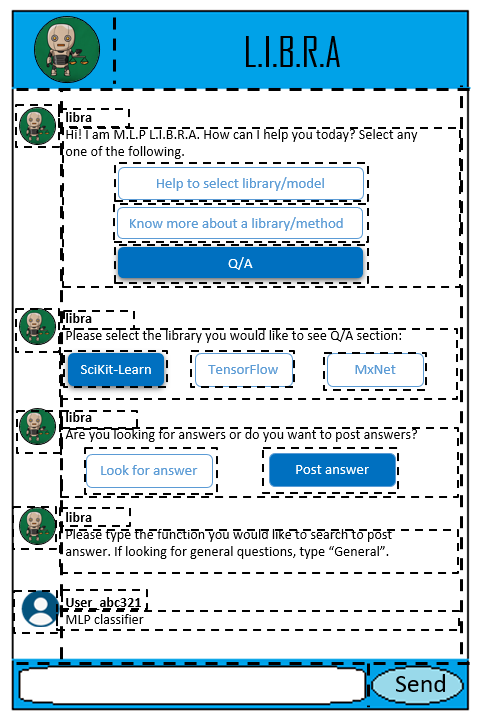 L.I.B.R.A
libra
Hi! I am M.L.P L.I.B.R.A. How can I help you today? Select any
one of the following.
Help to select library/model
Know more about a library/method
Q/A
libra
Please select the library you would like to see Q/A section:
SciKit-Learn TensorFlow MxNet
libra
Are you looking for answers or do you want to post answers?
Look for answer Post answer
libra
Please type the function you would like to search to post
answer. If looking for general questions, type “General”.
User_abc321
MLP classifier
Send